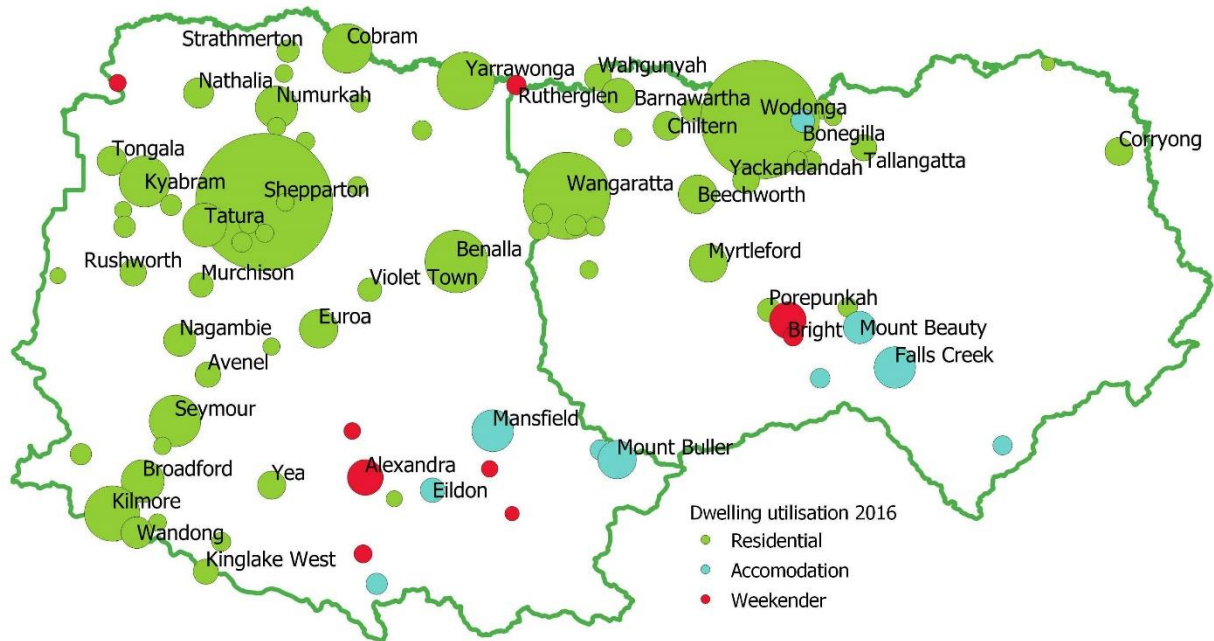 Strathmerton
Cobram
Nathalia
Numurkah
Yarrawonga
Wahgunyah
Rutherglen
Barnawartha
Wodonga
Chiltern
Bonegilla
Corryong
Tongala
Kyabram
Shepparton
Wangaratta
Yackandandah
Tallangatta
Beechworth
Tatura
Rushworth
Murchison
Violet Town
Benalla
Myrtleford
Nagambie
Euroa
Porepunkah
Bright
Mount Beauty
Avenel
Falls Creek
Seymour
Mansfield
Mount Buller
Broadford
Yea
Alexandra
Eildon
Kilmore
Wandong
Kinglake West
Dwelling utilisation 2016
Residential
Accomodation
Weekender